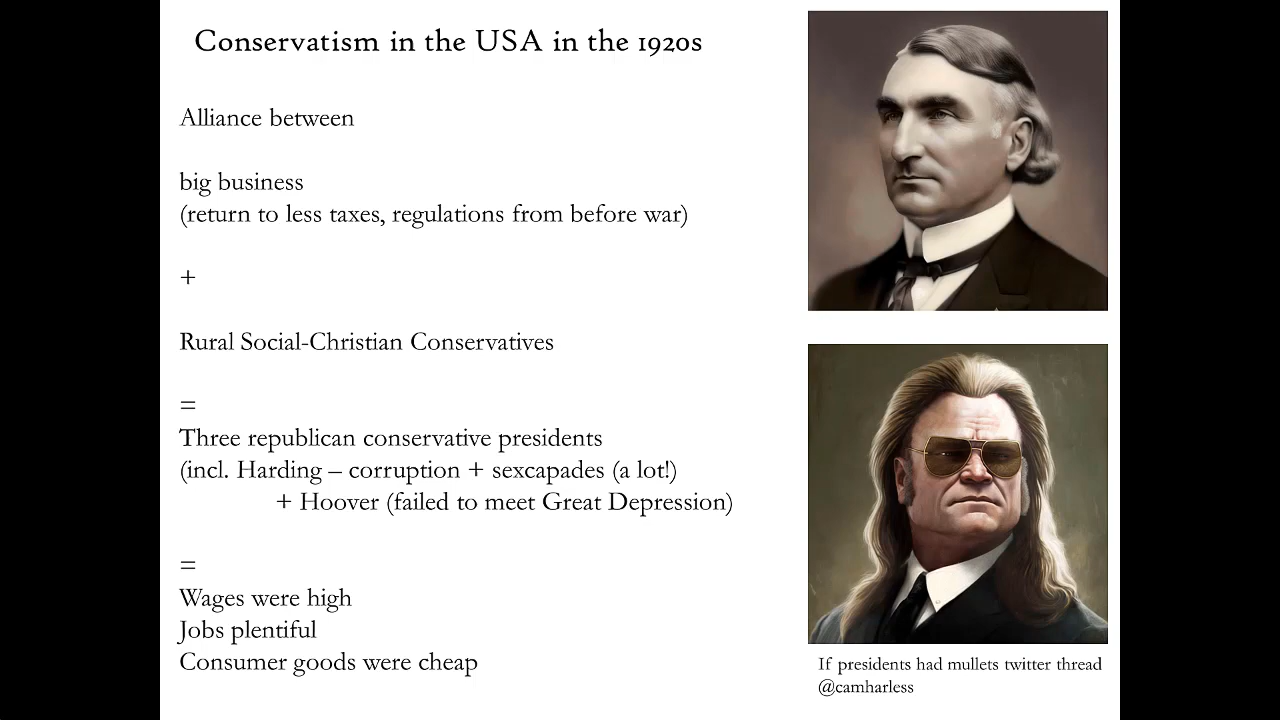 Conservatism in the USA in the 1920s
Alliance between
big business
(return to less taxes, regulations from before war)
+
Rural Social-Christian Conservatives
=
Three republican conservative presidents
(incl. Harding – corruption + sexcapades (a lot!)
+ Hoover (failed to meet Great Depression)
=
Wages were high
Jobs plentiful
Consumer goods were cheap
If presidents had mullets twitter thread
@camharless